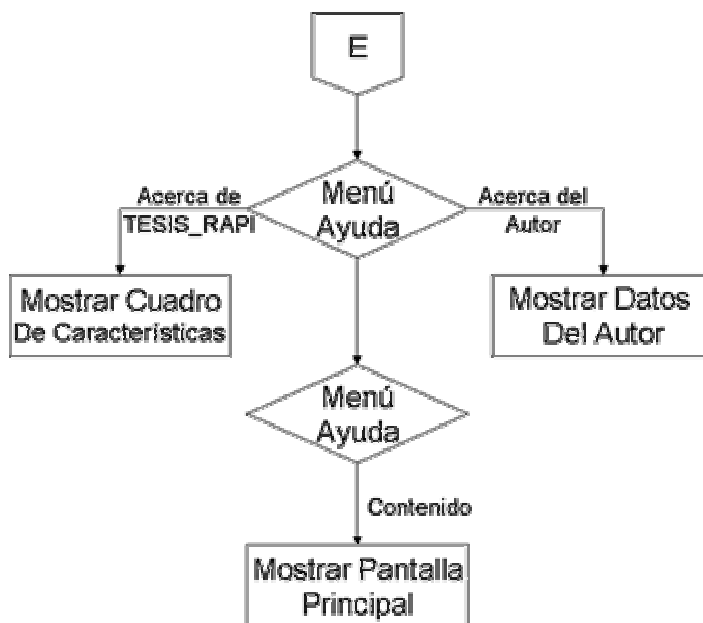 E
Menú
Ayuda
Acerca de
TESIS_RAPI
Acerca del
Autor
Mostrar Cuadro
De Características
Mostrar Datos
Del Autor
Menú
Ayuda
Contenido
Mostrar Pantalla
Principal